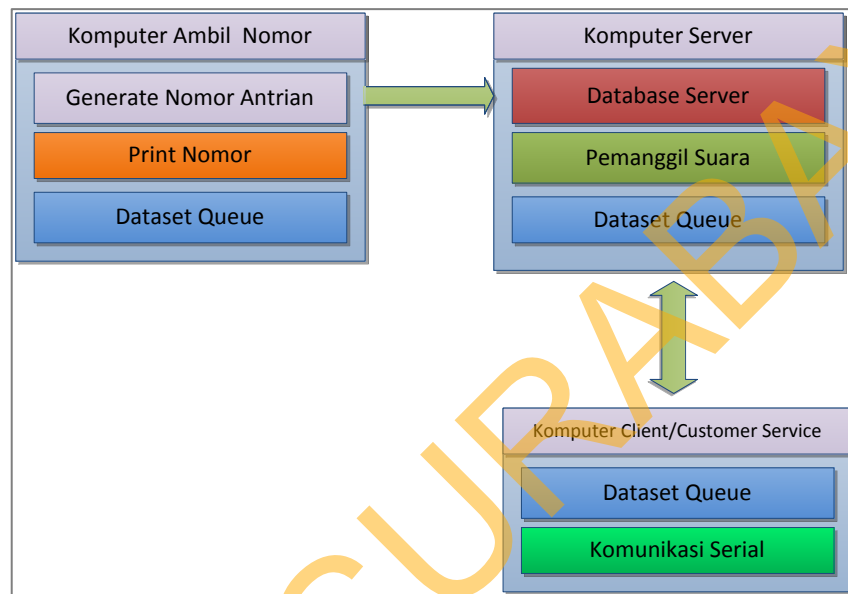 Komputer Ambil Nomor
Generate Nomor Antrian
Print Nomor
Dataset Queue
Komputer Server
Database Server
Pemanggil Suara
Dataset Queue
Komputer Client/Customer Service
Dataset Queue
Komunikasi Serial
SURABA